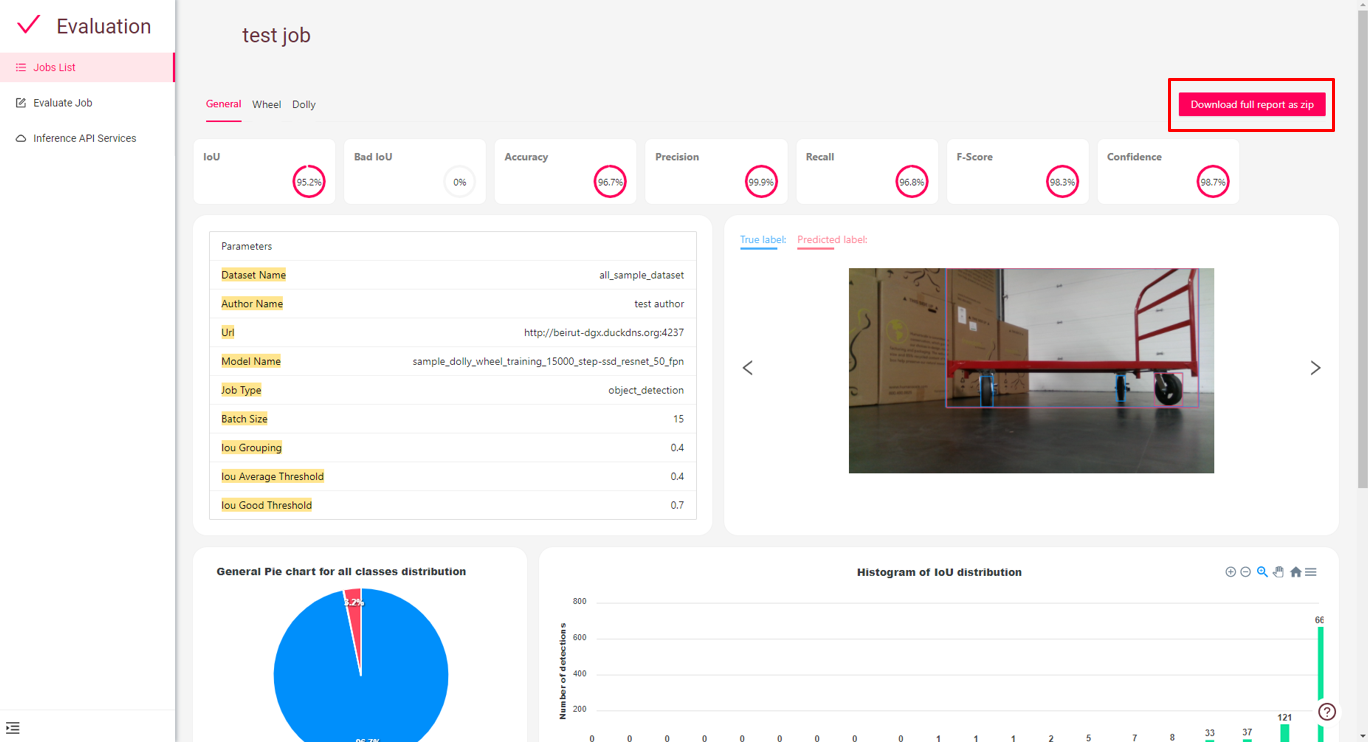 Evaluation
test job
Jobs List
Evaluate Job
Inference API Services
General Wheel Dolly
Download full report as zip
IoU
95.2%
Bad IoU
0%
Accuracy
96.7%
Precision
99.9%
Recall
96.8%
F-Score
98.3%
Confidence
98.7%
Parameters
Dataset Name all_sample_dataset
Author Name test author
Url http://beirut-dgx.duckdns.org:4237
Model Name sample_dolly_wheel_training_15000_step-ssd_resnet_50_fpn
Job Type object_detection
Batch Size 15
Iou Grouping 0.4
Iou Average Threshold 0.4
Iou Good Threshold 0.7
True label: Predicted label:
General Pie chart for all classes distribution
3.2%
96.7%
Histogram of IoU distribution
Number of detections
800
600
400
200
66
0 0 0 0 0 0 0 0 0 1 1 1 2 5 7 8 33 37 121
?